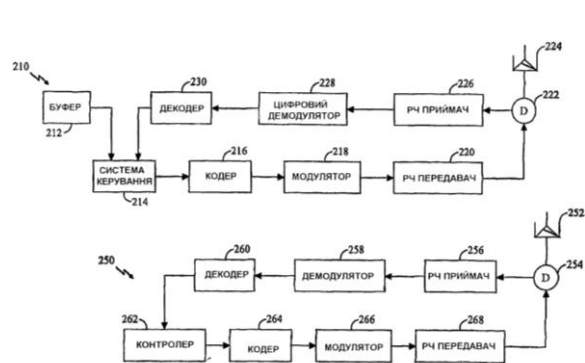 224
210
230
228
226
БУФЕР
ДЕКОДЕР
ЦИФРОВИЙ
ДЕМОДУЛЯТОР
РЧ ПРИЙМАЧ
D
222
212
216
218
220
СИСТЕМА
КЕРУВАННЯ
КОДЕР
МОДУЛЯТОР
РЧ ПЕРЕДАВАЧ
214
252
260
258
256
250
ДЕКОДЕР
ДЕМОДУЛЯТОР
РЧ ПРИЙМАЧ
D
254
262
264
266
268
КОНТРОЛЕР
КОДЕР
МОДУЛЯТОР
РЧ ПЕРЕДАВАЧ